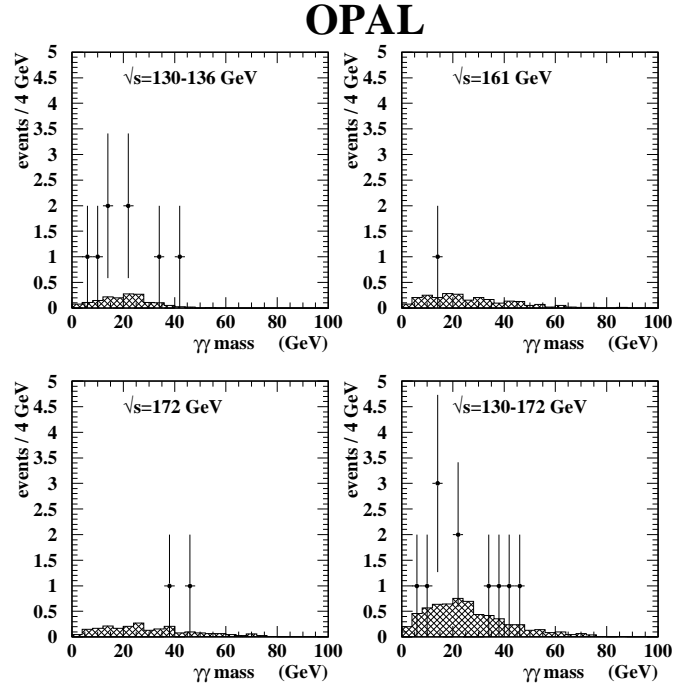 OPAL
events / 4 GeV
5
4.5
4
3.5
3
2.5
2
1.5
1
0.5
0
√s=130-136 GeV
0 20 40 60 80 100
γγ mass (GeV)
events / 4 GeV
5
4.5
4
3.5
3
2.5
2
1.5
1
0.5
0
√s=161 GeV
0 20 40 60 80 100
γγ mass (GeV)
events / 4 GeV
5
4.5
4
3.5
3
2.5
2
1.5
1
0.5
0
√s=172 GeV
0 20 40 60 80 100
γγ mass (GeV)
events / 4 GeV
5
4.5
4
3.5
3
2.5
2
1.5
1
0.5
0
√s=130-172 GeV
0 20 40 60 80 100
γγ mass (GeV)